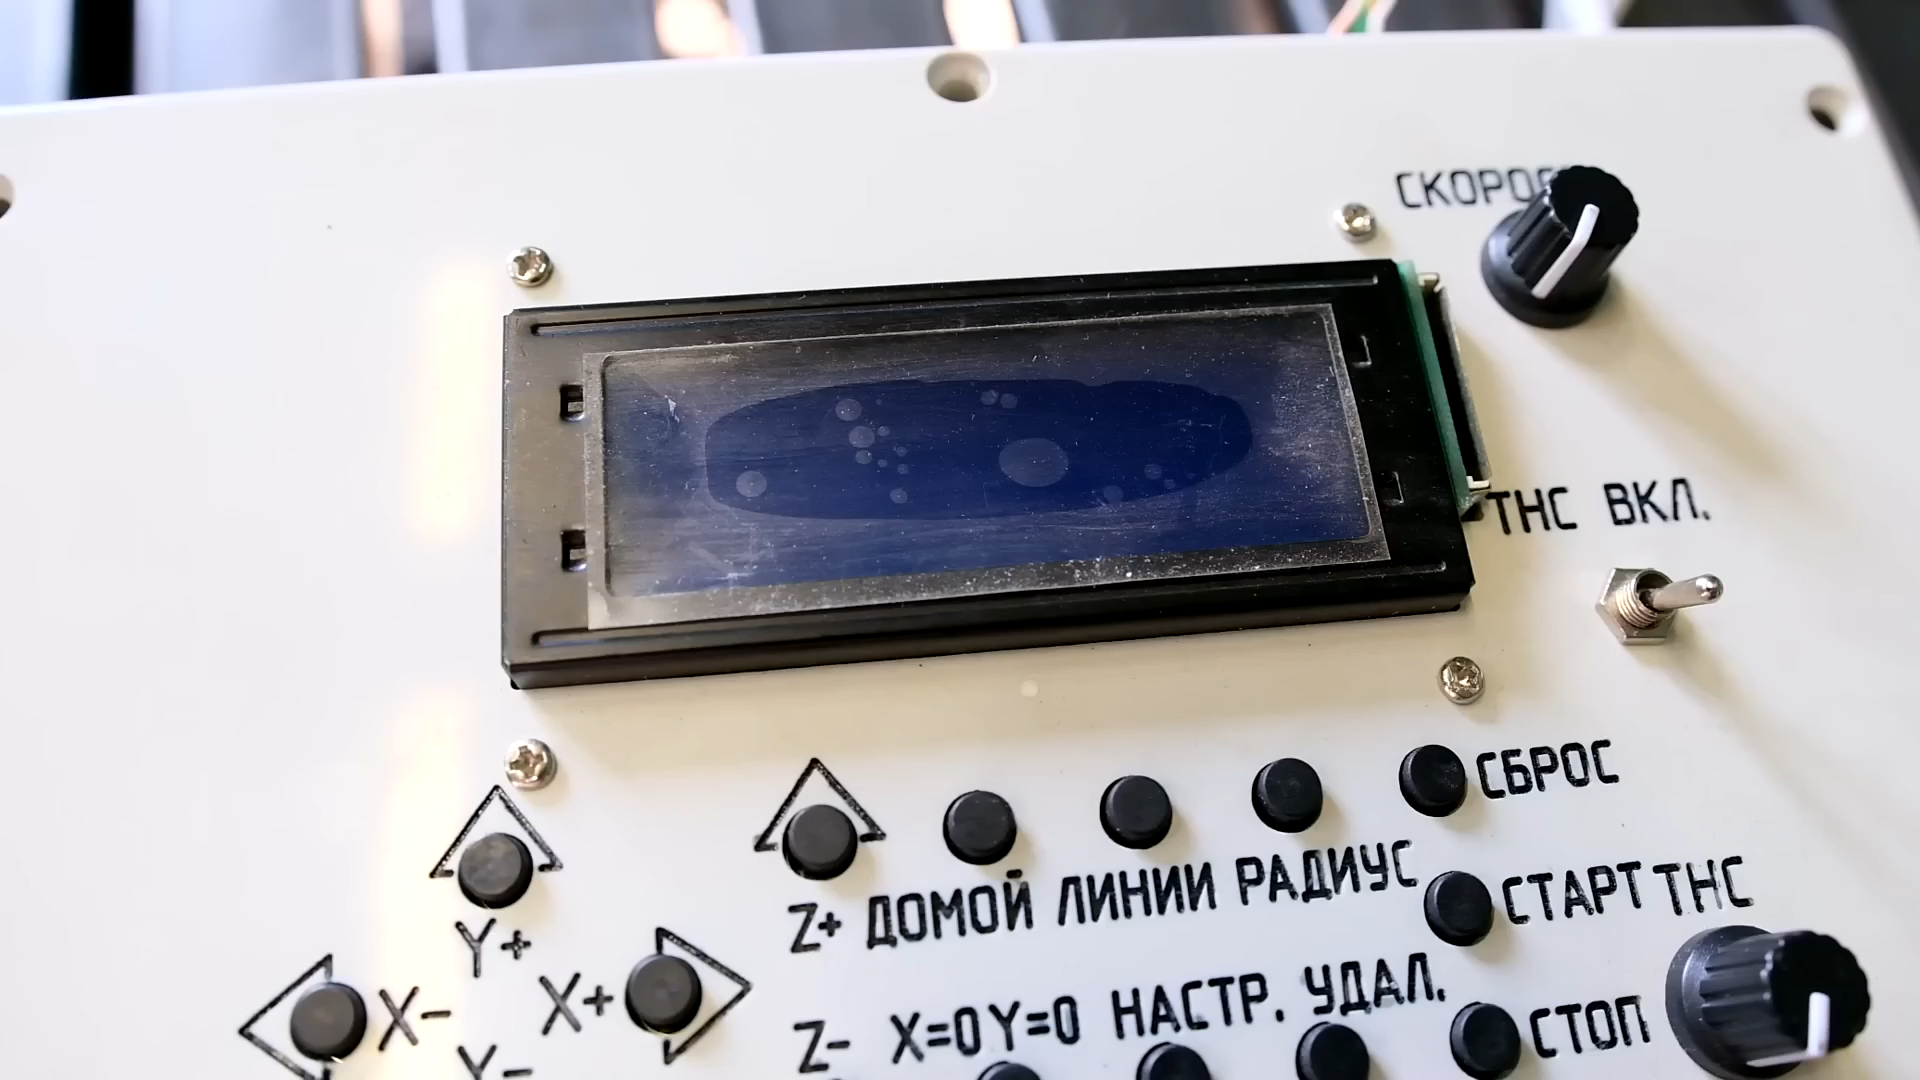 ТНС ВКЛ.
СБРОС
Z+ ДОМОЙ ЛИНИИ РАДИУС
СТАРТ ТНС
Y+
X- X+
Z- X=0 Y=0 НАСТР. УДАЛ.
СТОП
Y-